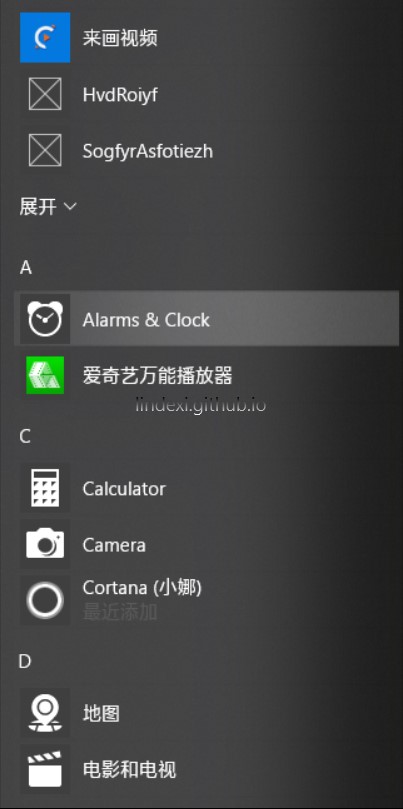 来画视频
HvdRoiyf
SogfyrAsfotiezh
展开
A
Alarms & Clock
爱奇艺万能播放器
lindexi.github.io
C
Calculator
Camera
Cortana (小娜)
最近添加
D
地图
电影和电视